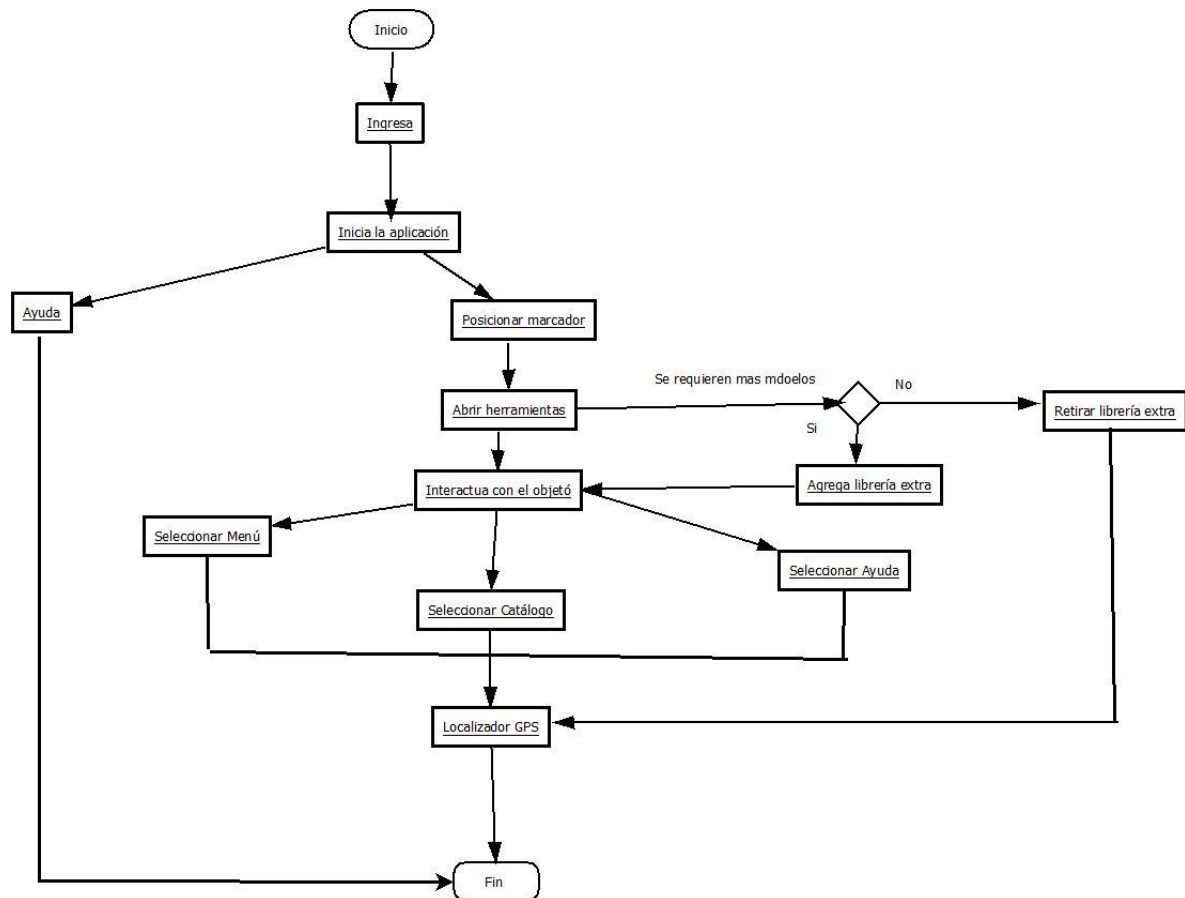 Inicio
Ingresa
Inicia la aplicación
Ayuda
Posicionar marcador
Se requieren mas mdoelos
No
Abrir herramientas
Retirar librería extra
Si
Interactua con el objetó
Agrega librería extra
Seleccionar Menú
Seleccionar Ayuda
Seleccionar Catálogo
Localizador GPS
Fin